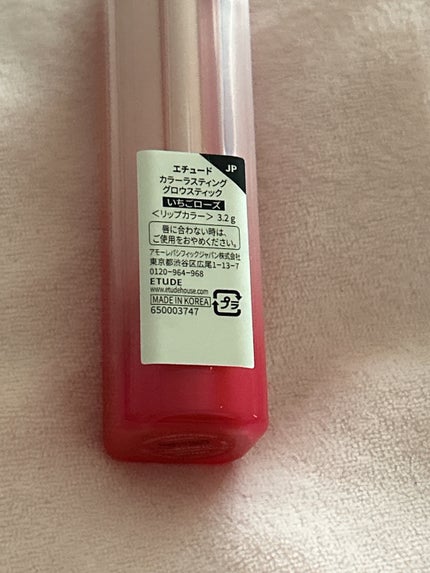 エチュード
JP
カラーラスティング
グロウスティック
いちごローズ
＜リップカラー＞ 3.2g
唇に合わない時は、
ご使用をおやめください。
アモーレパシフィックジャパン株式会社
東京都渋谷区広尾1-13-7
0120-964-968
ETUDE
www.etudehouse.com
MADE IN KOREA
プラ
650003747